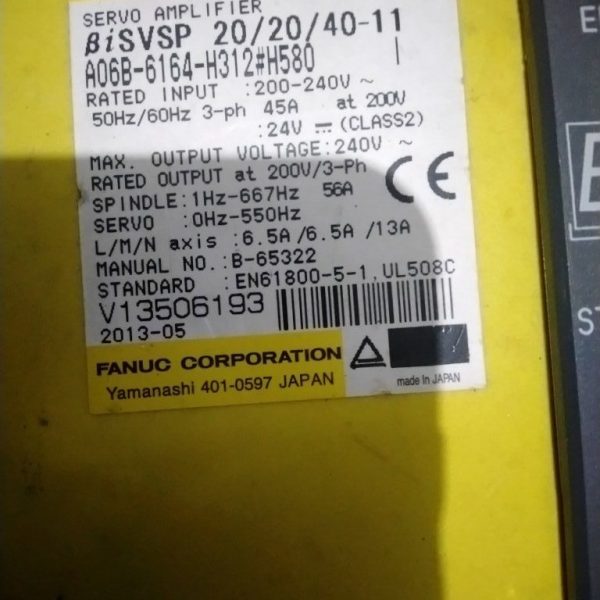 SERVO AMPLIFIER
βiSVSP 20/20/40-11
A06B-6164-H312#H580
RATED INPUT :200-240V ~
50Hz/60Hz 3-ph 45A at 200V
:24V ⎓ (CLASS2)
MAX. OUTPUT VOLTAGE:240V ~
RATED OUTPUT at 200V/3-Ph
SPINDLE:1Hz-667Hz 56A
SERVO :0Hz-550Hz
L/M/N axis :6.5A/6.5A /13A
MANUAL NO.:B-65322
STANDARD :EN61800-5-1,UL508C
CE
V13506193
2013-05
FANUC CORPORATION
Yamanashi 401-0597 JAPAN
made in JAPAN